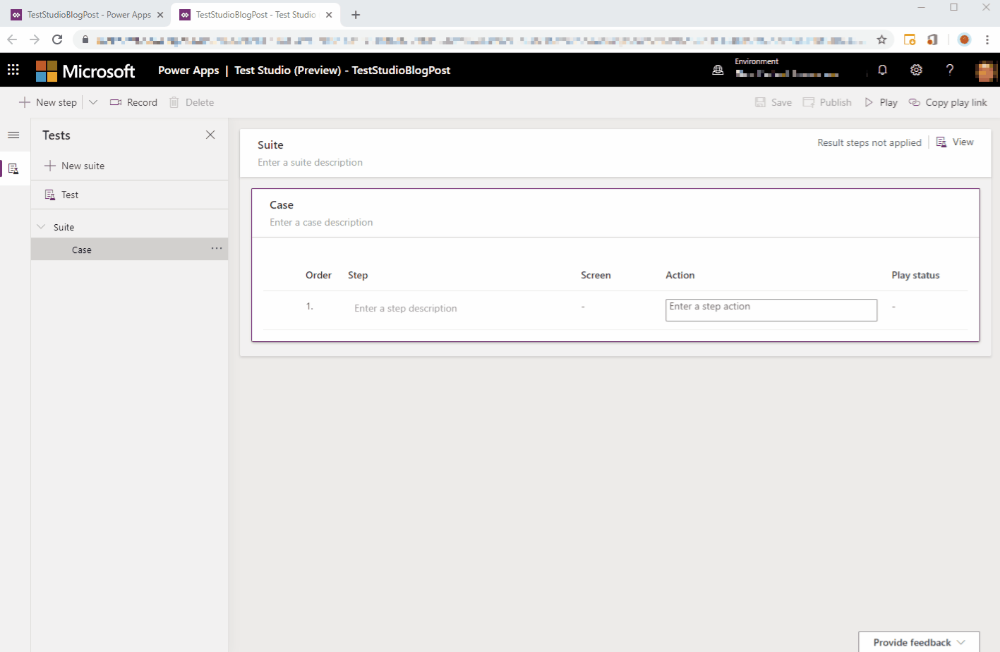 TestStudioBlogPost - Power Apps
TestStudioBlogPost - Test Studio
Microsoft
Power Apps | Test Studio (Preview) - TestStudioBlogPost
Environment
?
New step
Record
Delete
Save
Publish
Play
Copy play link
Tests
New suite
Test
Suite
Case
Suite
Enter a suite description
Result steps not applied
View
Case
Enter a case description
Order Step Screen Action Play status
1. Enter a step description - Enter a step action -
Provide feedback